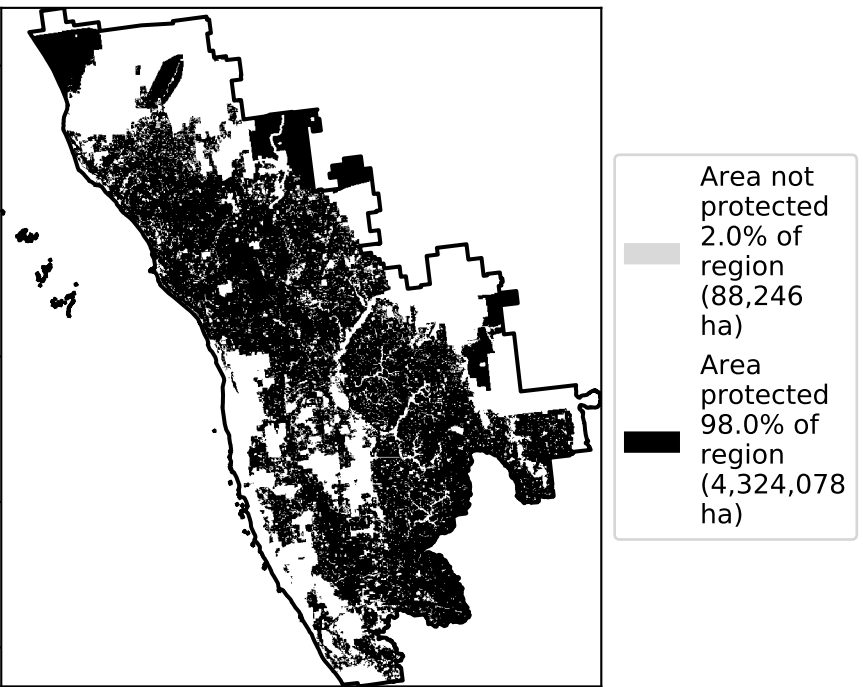 Area not
protected
2.0% of
region
(88,246
ha)
Area
protected
98.0% of
region
(4,324,078
ha)